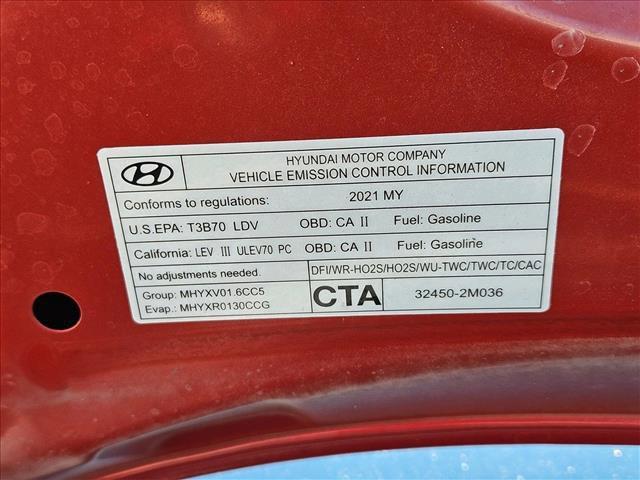 HYUNDAI MOTOR COMPANY
VEHICLE EMISSION CONTROL INFORMATION
Conforms to regulations: 2021 MY
U.S.EPA: T3B70 LDV OBD: CA II Fuel: Gasoline
California: LEV III ULEV70 PC OBD: CA II Fuel: Gasoline
No adjustments needed. DFI/WR-HO2S/HO2S/WU-TWC/TWC/TC/CAC
Group: MHYXV01.6CC5
Evap.: MHYXR0130CCG
CTA 32450-2M036